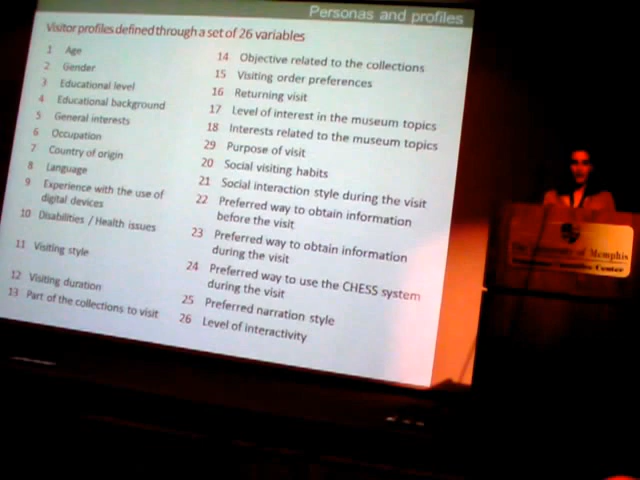 Personas and profiles
Visitor profiles defined through a set of 26 variables
1 Age
2 Gender
3 Educational level
4 Educational background
5 General interests
6 Occupation
7 Country of origin
8 Language
9 Experience with the use of
digital devices
10 Disabilities / Health issues
11 Visiting style
12 Visiting duration
13 Part of the collections to visit
14 Objective related to the collections
15 Visiting order preferences
16 Returning visit
17 Level of interest in the museum topics
18 Interests related to the museum topics
29 Purpose of visit
20 Social visiting habits
21 Social interaction style during the visit
22 Preferred way to obtain information
before the visit
23 Preferred way to obtain information
during the visit
24 Preferred way to use the CHESS system
during the visit
25 Preferred narration style
26 Level of interactivity
The University of Memphis
Center